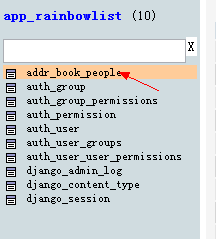 app_rainbowlist (10)
X
addr_book_people
auth_group
auth_group_permissions
auth_permission
auth_user
auth_user_groups
auth_user_user_permissions
django_admin_log
django_content_type
django_session